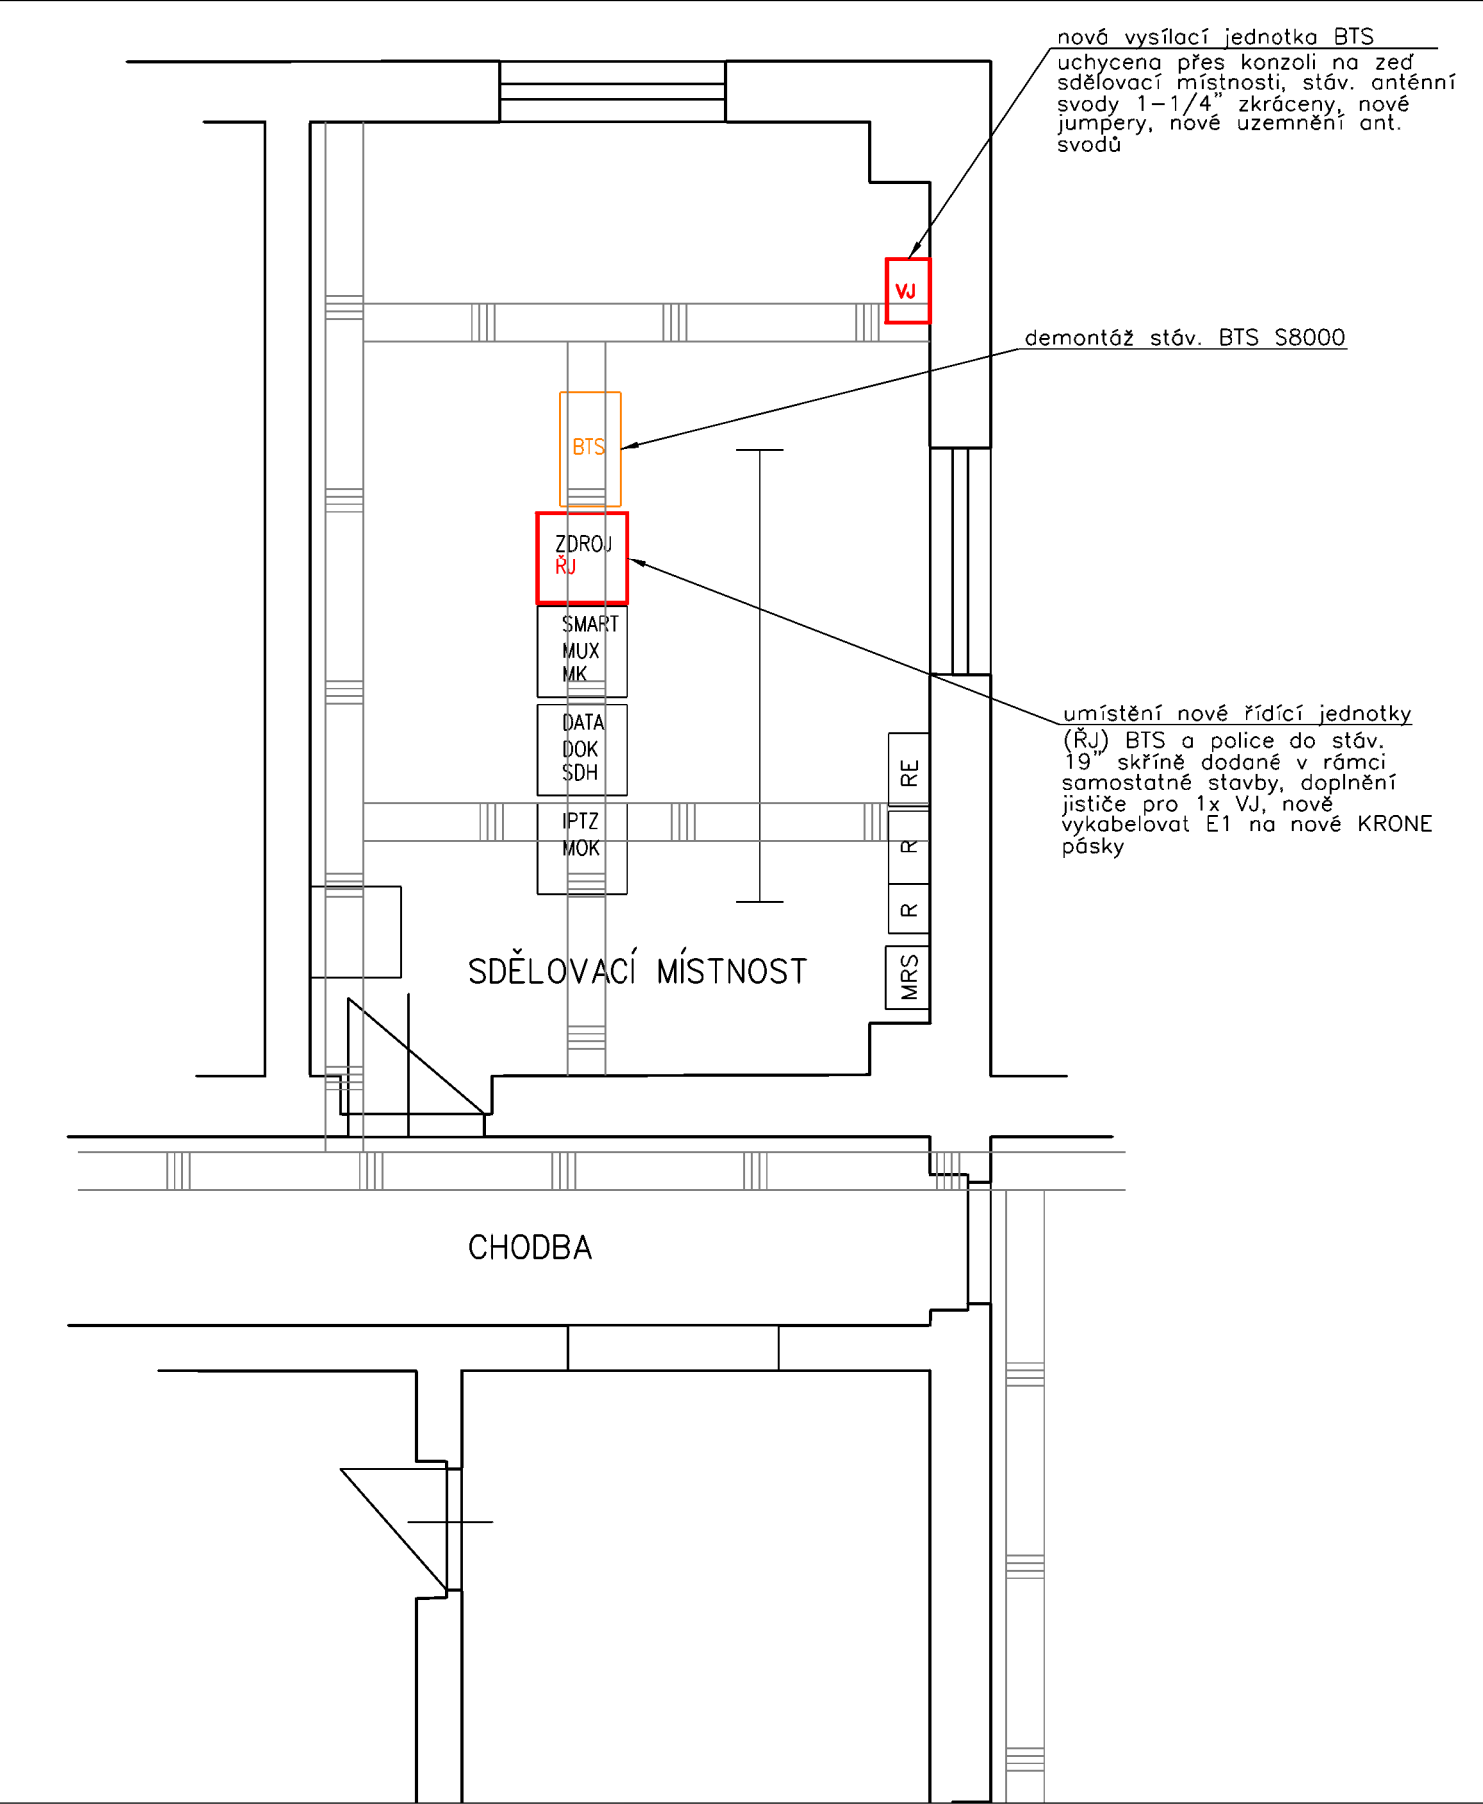 nová vysílací jednotka BTS
uchycena přes konzoli na zeď
sdělovací místnosti, stáv. anténní
svody 1-1/4" zkráceny, nové
jumpery, nové uzemnění ant.
svodů
VJ
demontáž stáv. BTS S8000
BTS
ZDROJ
ŘJ
SMART
MUX
MK
umístění nové řídící jednotky
(ŘJ) BTS a police do stáv.
19" skříně dodané v rámci
samostatné stavby, doplnění
jističe pro 1x VJ, nově
vykabelovat E1 na nové KRONE
pásky
DATA
DOK
SDH
RE
IPTZ
MOK
R
R
MRS
SDĚLOVACÍ MÍSTNOST
CHODBA